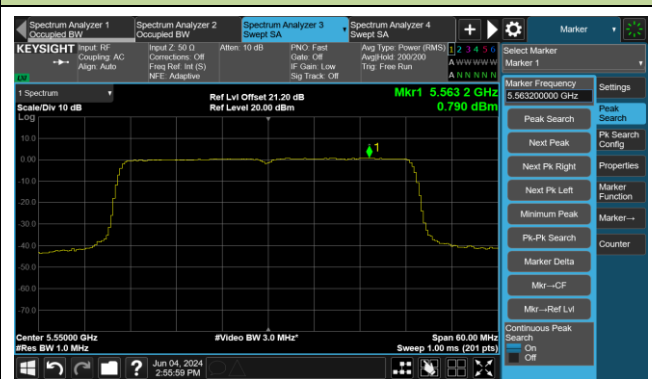 Spectrum Analyzer 1
Occupied BW
Spectrum Analyzer 2
Occupied BW
Spectrum Analyzer 3
Swept SA
Spectrum Analyzer 4
Swept SA
Marker
KEYSIGHT
Input: RF
Coupling: AC
Align: Auto
Input Z: 50 Ω
Corrections: Off
Freq Ref: Int (S)
NFE: Adaptive
Atten: 10 dB
PNO: Fast
Gate: Off
IF Gain: Low
Sig Track: Off
Avg Type: Power (RMS)
Avg|Hold: 200/200
Trig: Free Run
1 2 3 4 5 6
A W W W W W
A N N N N N
Select Marker
Marker 1
1 Spectrum
Scale/Div 10 dB
Log
Ref Lvl Offset 21.20 dB
Ref Level 20.00 dBm
Mkr1 5.563 2 GHz
0.790 dBm
10.0
0.00
-10.0
-20.0
-30.0
-40.0
-50.0
-60.0
-70.0
1
Center 5.55000 GHz
#Res BW 1.0 MHz
#Video BW 3.0 MHz*
Span 60.00 MHz
Sweep 1.00 ms (201 pts)
Marker Frequency
5.563200000 GHz
Peak Search
Next Peak
Next Pk Right
Next Pk Left
Minimum Peak
Pk-Pk Search
Marker Delta
Mkr→CF
Mkr→Ref Lvl
Continuous Peak
Search
On
Off
Settings
Peak
Search
Pk Search
Config
Properties
Marker
Function
Marker→
Counter
Jun 04, 2024
2:55:59 PM